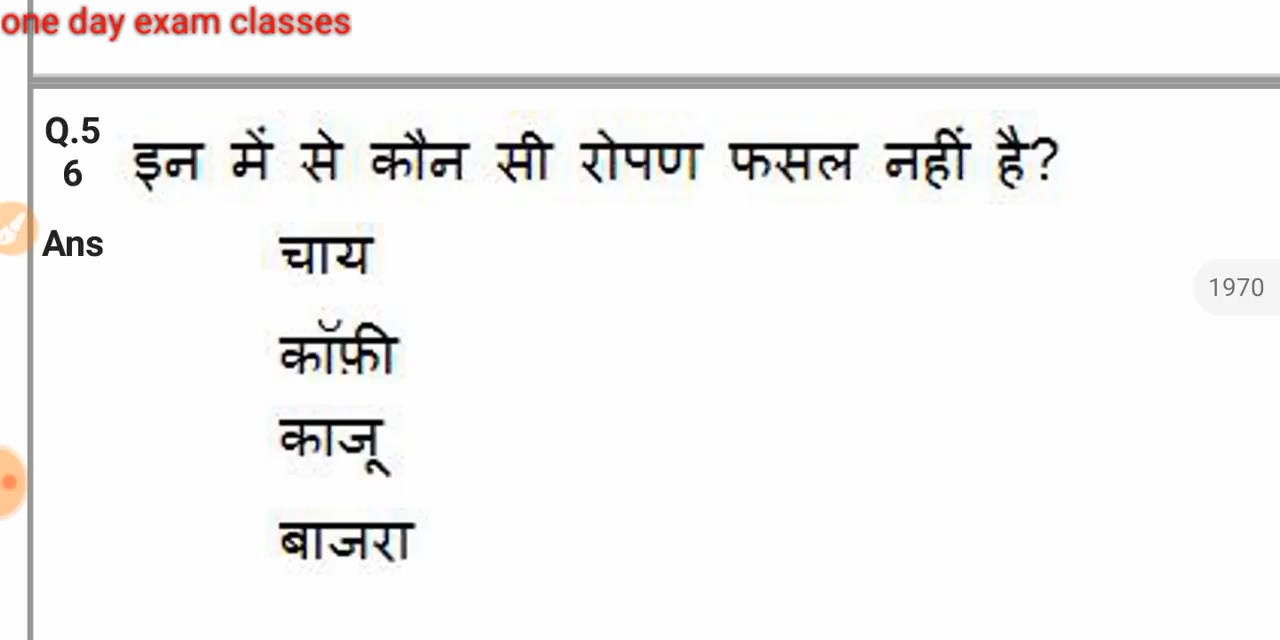 one day exam classes
Q.5
6
इन में से कौन सी रोपण फसल नहीं है?
Ans
चाय
1970
कॉफ़ी
काजू
बाजरा